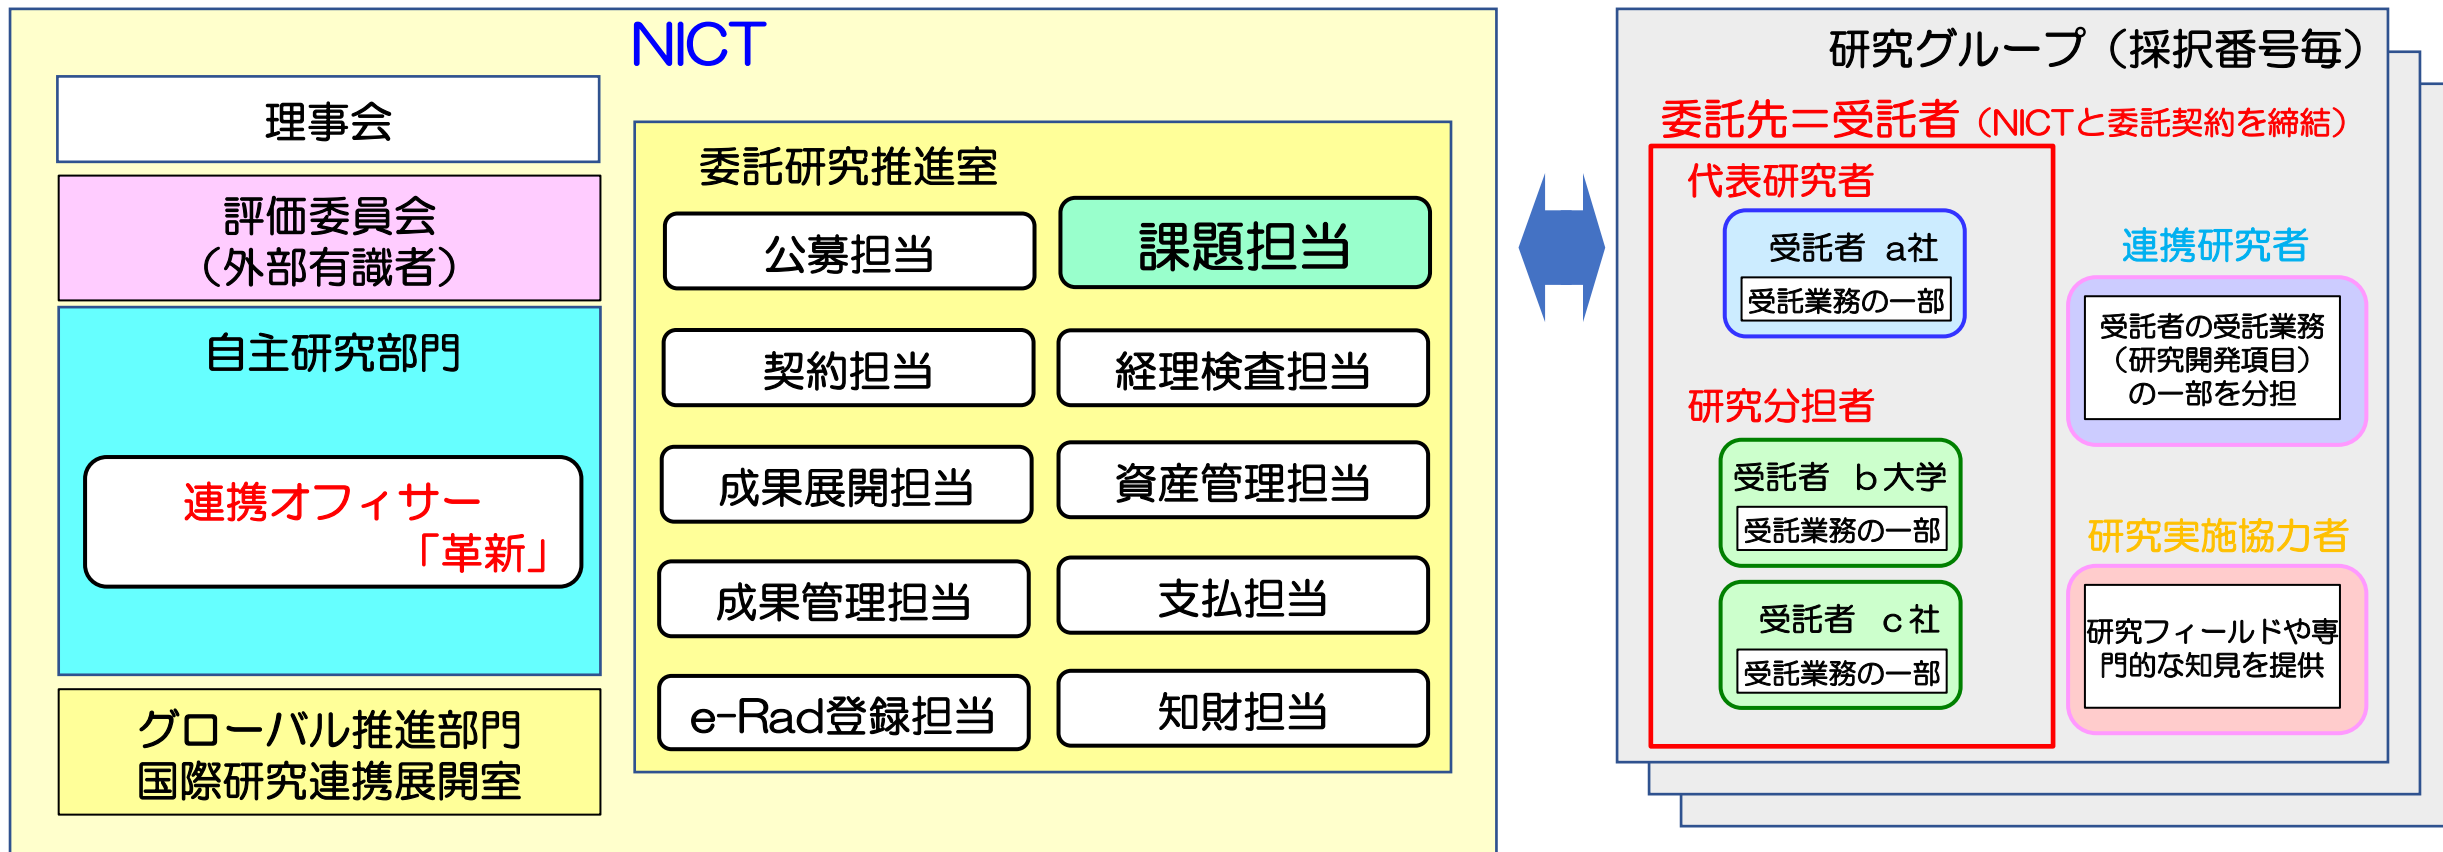 NICT
理事会
評価委員会
（外部有識者）
自主研究部門
連携オフィサー
「革新」
グローバル推進部門
国際研究連携展開室
委託研究推進室
公募担当
課題担当
契約担当
経理検査担当
成果展開担当
資産管理担当
成果管理担当
支払担当
e-Rad登録担当
知財担当
研究グループ（採択番号毎）
委託先＝受託者（NICTと委託契約を締結）
代表研究者
受託者 a社
受託業務の一部
研究分担者
受託者 ｂ大学
受託業務の一部
受託者 ｃ社
受託業務の一部
連携研究者
受託者の受託業務
（研究開発項目）
の一部を分担
研究実施協力者
研究フィールドや専
門的な知見を提供